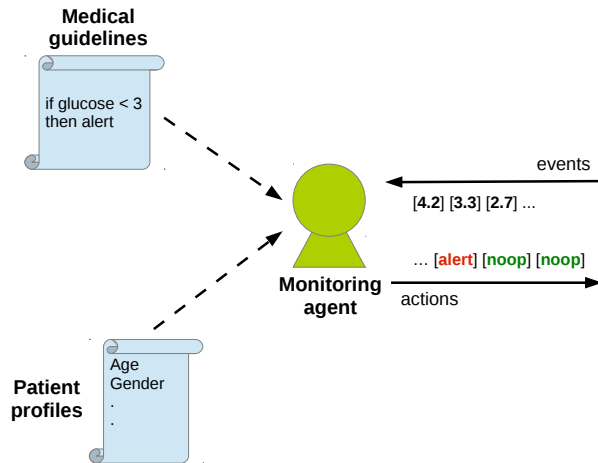 Medical
guidelines
if glucose < 3
then alert
events
[4.2] [3.3] [2.7] ...
... [alert] [noop] [noop]
Monitoring
agent
actions
Patient
profiles
Age
Gender
.
.